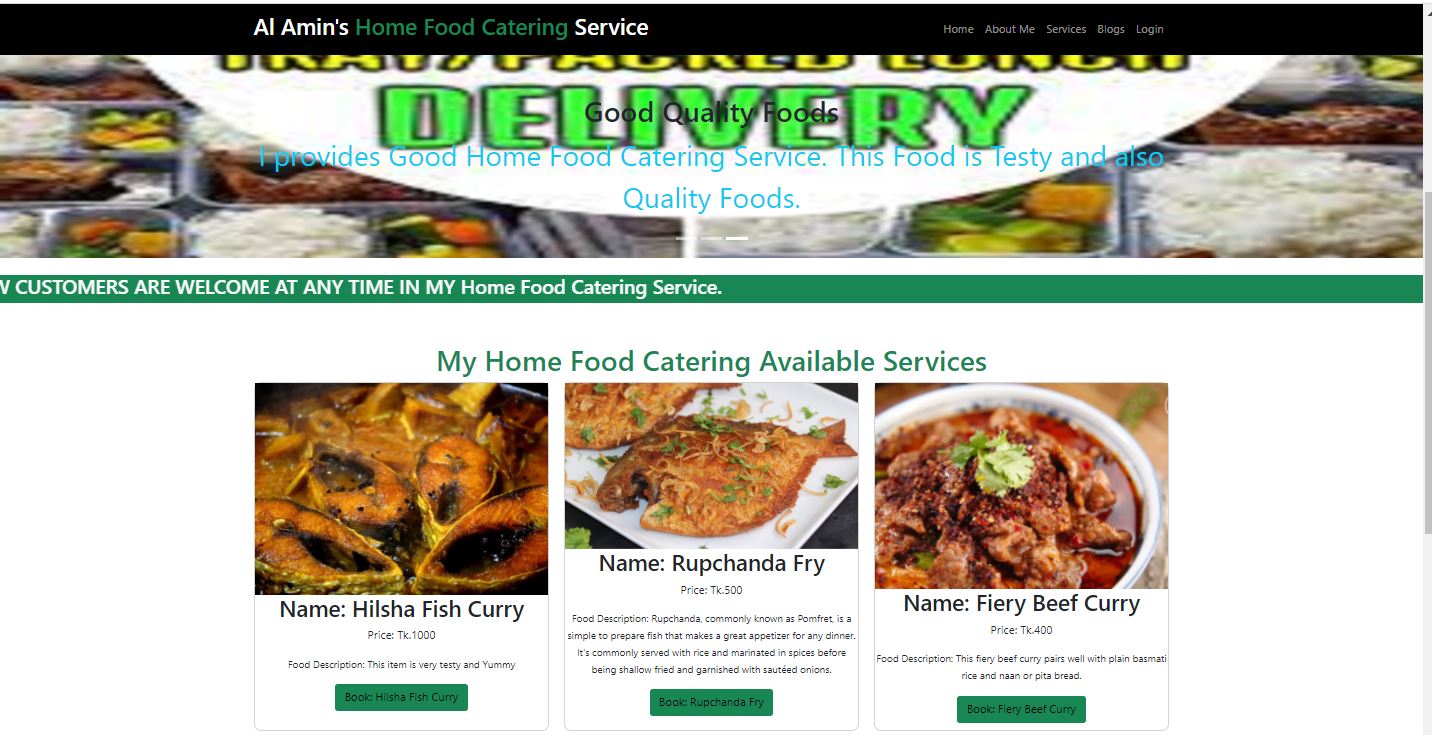 Al Amin's Home Food Catering Service
Home About Me Services Blogs Login
TRAY/PACKED LUNCH
DELIVERY
Good Quality Foods
I provides Good Home Food Catering Service. This Food is Testy and also
Quality Foods.
W CUSTOMERS ARE WELCOME AT ANY TIME IN MY Home Food Catering Service.
My Home Food Catering Available Services
Name: Hilsha Fish Curry
Price: Tk.1000
Food Description: This item is very testy and Yummy
Book: Hilsha Fish Curry
Name: Rupchanda Fry
Price: Tk.500
Food Description: Rupchanda, commonly known as Pomfret, is a
simple to prepare fish that makes a great appetizer for any dinner.
It's commonly served with rice and marinated in spices before
being shallow fried and garnished with sautéed onions.
Book: Rupchanda Fry
Name: Fiery Beef Curry
Price: Tk.400
Food Description: This fiery beef curry pairs well with plain basmati
rice and naan or pita bread.
Book: Fiery Beef Curry